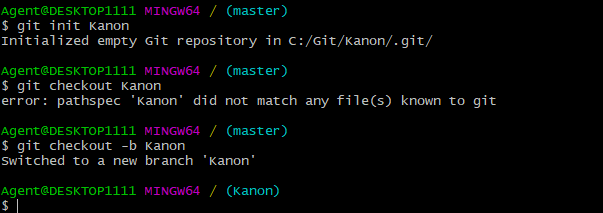 Agent@DESKTOP1111 MINGW64 / (master)
$ git init Kanon
Initialized empty Git repository in C:/Git/Kanon/.git/
Agent@DESKTOP1111 MINGW64 / (master)
$ git checkout Kanon
error: pathspec 'Kanon' did not match any file(s) known to git
Agent@DESKTOP1111 MINGW64 / (master)
$ git checkout -b Kanon
Switched to a new branch 'Kanon'
Agent@DESKTOP1111 MINGW64 / (Kanon)
$